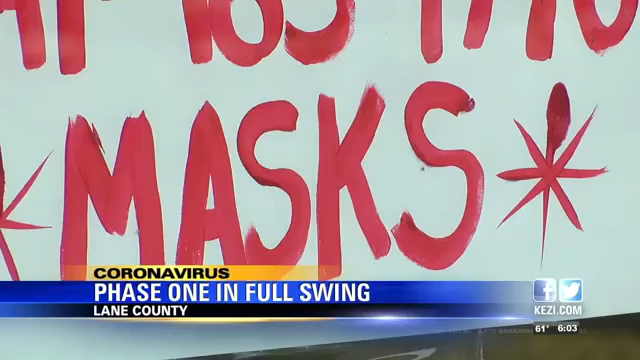 * MASKS *
CORONAVIRUS
PHASE ONE IN FULL SWING
LANE COUNTY
KEZI.COM
61° 6:03